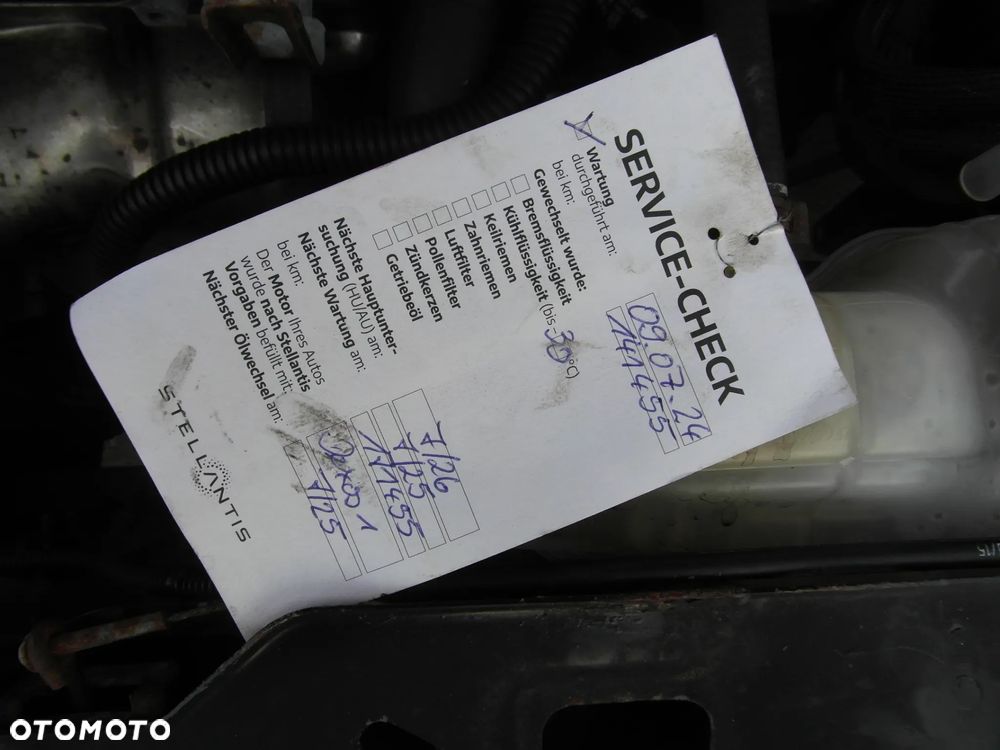 SERVICE-CHECK
Wartung
durchgeführt am: 09.07.24
bei km: 141455
Gewechselt wurde:
Bremsflüssigkeit
Kühlflüssigkeit (bis -30 °C)
Keilriemen
Zahnriemen
Luftfilter
Pollenfilter
Zündkerzen
Getriebeöl
Nächste Hauptunter-
suchung (HU/AU) am: 7/26
Nächste Wartung am: 7/25
bei km: 171455
Der Motor Ihres Autos
wurde nach Stellantis
Vorgaben befüllt mit: Dexos 1
Nächster Ölwechsel am: 7/25
STELLANTIS
OTOMOTO